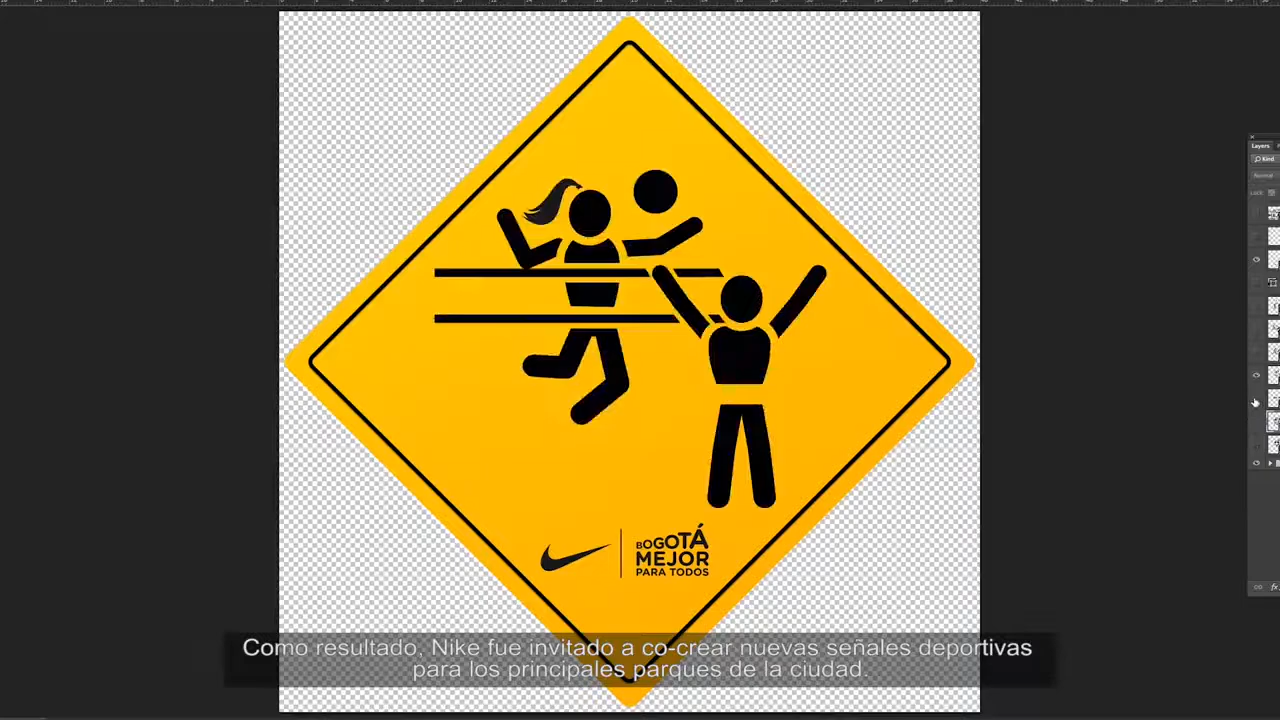 Layers
Kind
Normal
Lock:
BOGOTÁ
MEJOR
PARA TODOS
Como resultado, Nike fue invitado a co-crear nuevas señales deportivas
para los principales parques de la ciudad.
fx